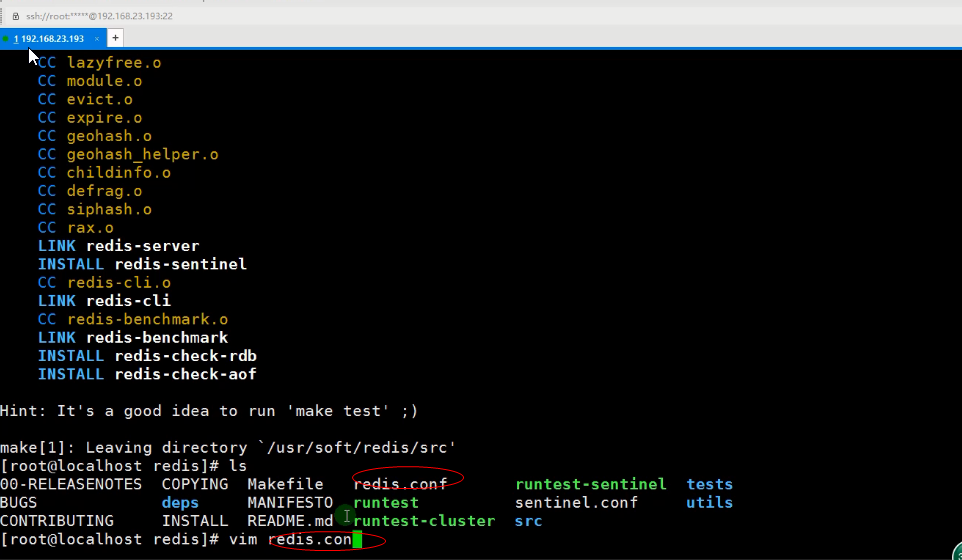 ssh://root:*****@192.168.23.193:22
1 192.168.23.193 × +
CC lazyfree.o
CC module.o
CC evict.o
CC expire.o
CC geohash.o
CC geohash_helper.o
CC childinfo.o
CC defrag.o
CC siphash.o
CC rax.o
LINK redis-server
INSTALL redis-sentinel
CC redis-cli.o
LINK redis-cli
CC redis-benchmark.o
LINK redis-benchmark
INSTALL redis-check-rdb
INSTALL redis-check-aof
Hint: It's a good idea to run 'make test' ;)
make[1]: Leaving directory `/usr/soft/redis/src'
[root@localhost redis]# ls
00-RELEASENOTES COPYING Makefile redis.conf runtest-sentinel tests
BUGS deps MANIFESTO runtest sentinel.conf utils
CONTRIBUTING INSTALL README.md runtest-cluster src
[root@localhost redis]# vim redis.con